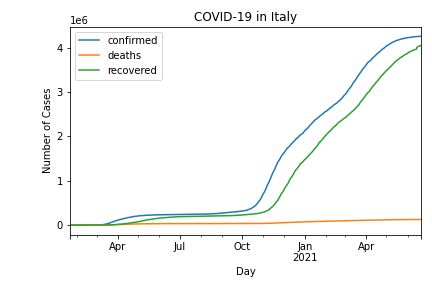 COVID-19 in Italy
1e6
confirmed
deaths
recovered
Number of Cases
4
3
2
1
0
Apr
Jul
Oct
Jan
2021
Apr
Day